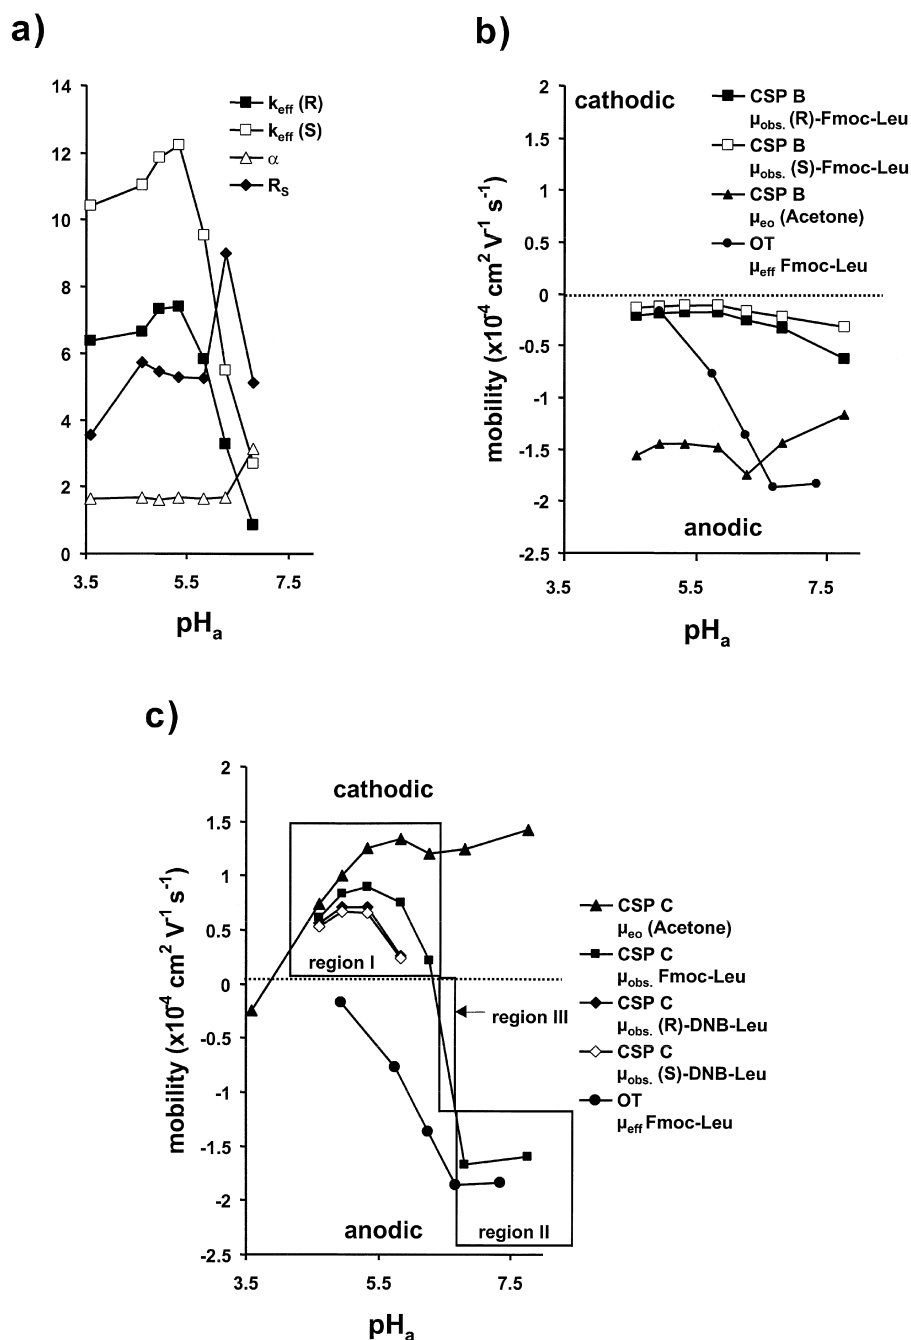 a)
14
12
10
8
6
4
2
0
3.5 5.5 7.5
pHa
keff (R)
keff (S)
α
RS
b)
2
1.5
1
0.5
0
-0.5
-1
-1.5
-2
-2.5
3.5 5.5 7.5
mobility (x10-4 cm2 V-1 s-1)
pHa
cathodic
anodic
CSP B
μobs. (R)-Fmoc-Leu
CSP B
μobs. (S)-Fmoc-Leu
CSP B
μeo (Acetone)
OT
μeff Fmoc-Leu
c)
2
1.5
1
0.5
0
-0.5
-1
-1.5
-2
-2.5
3.5 5.5 7.5
mobility (x10-4 cm2 V-1 s-1)
pHa
cathodic
region I
region III
region II
anodic
CSP C
μeo (Acetone)
CSP C
μobs. Fmoc-Leu
CSP C
μobs. (R)-DNB-Leu
CSP C
μobs. (S)-DNB-Leu
OT
μeff Fmoc-Leu